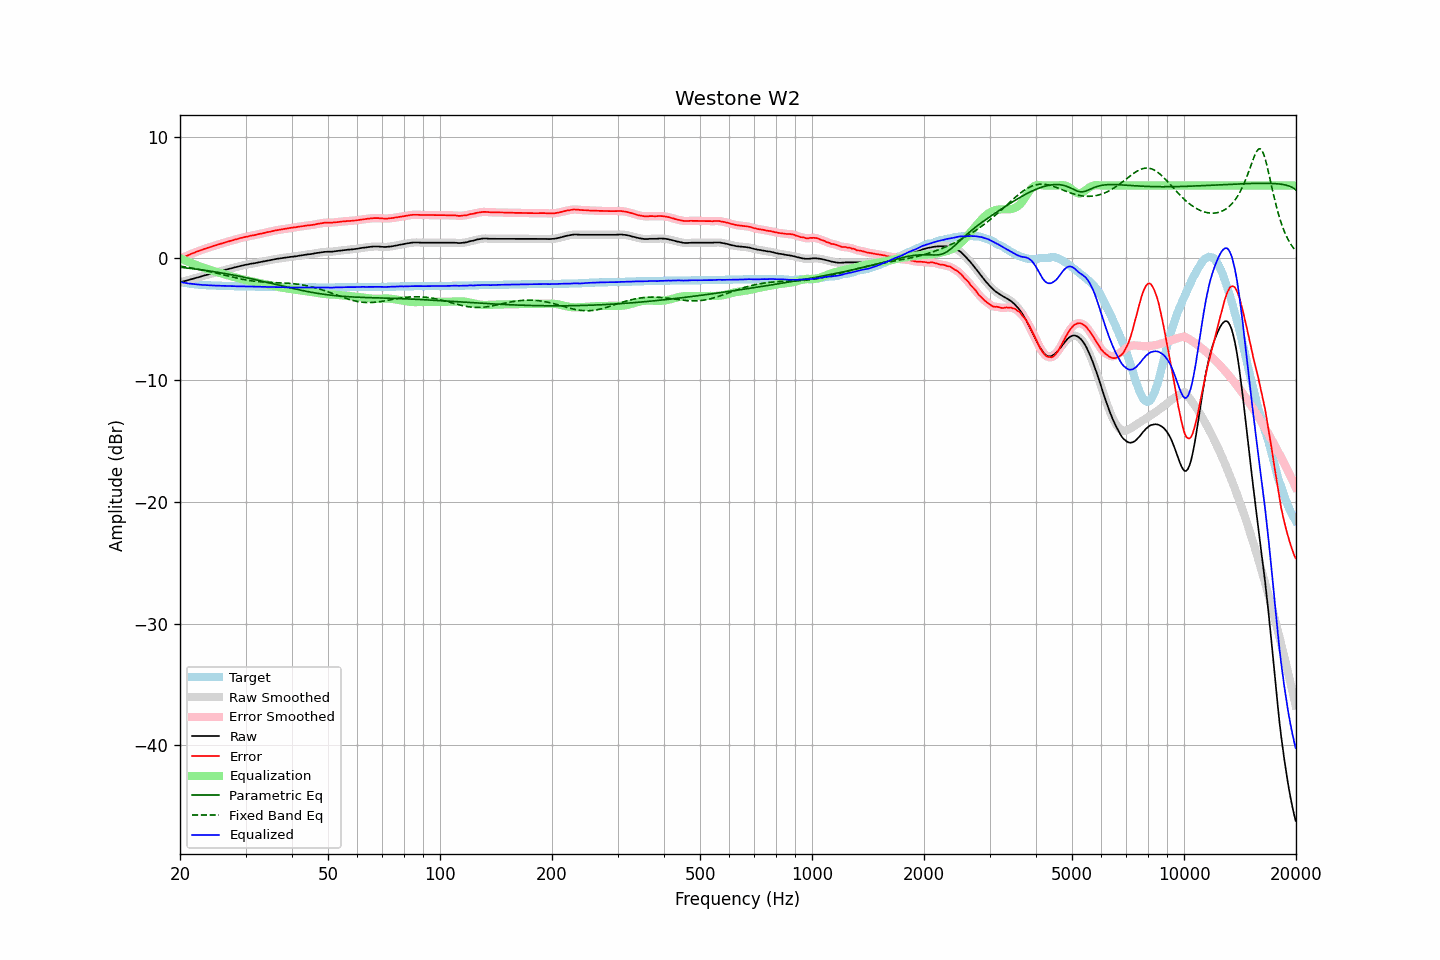 Westone W2
10
0
−10
−20
−30
−40
Amplitude (dBr)
Target
Raw Smoothed
Error Smoothed
Raw
Error
Equalization
Parametric Eq
Fixed Band Eq
Equalized
20
50
100
200
500
1000
2000
5000
10000
20000
Frequency (Hz)